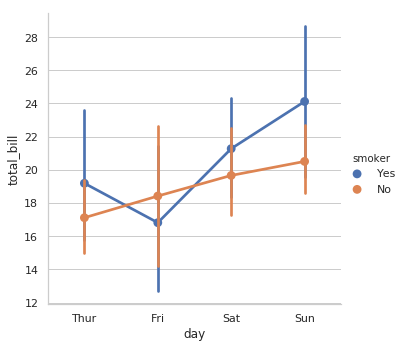 28
26
24
22
20
18
16
14
12
total_bill
Thur Fri Sat Sun
day
smoker
Yes
No